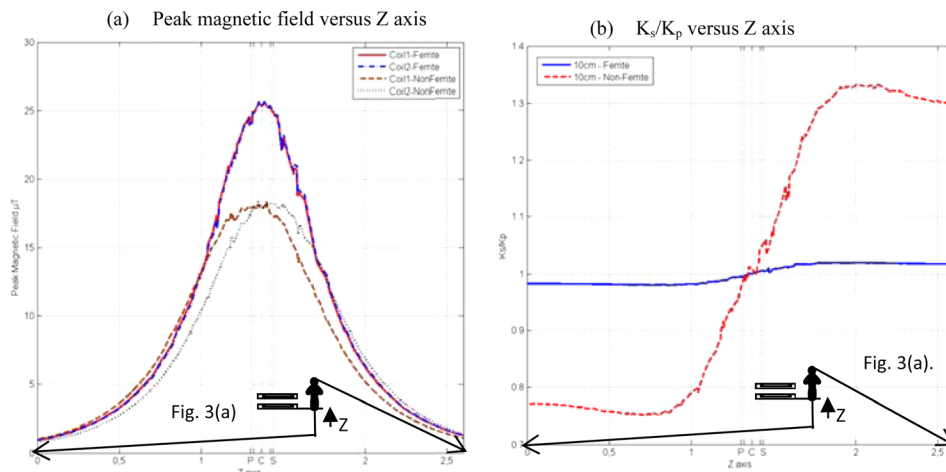 (a) Peak magnetic field versus Z axis
30
25
20
15
10
5
Peak Magnetic Field µT
Coil1-Ferrite
Coil2-Ferrite
Coil1-NonFerrite
Coil2-NonFerrite
Fig. 3(a)
Z
0
0,5
1
P C S
2
2,5
Z axis
(b) Ks/Kp versus Z axis
1.4
1.3
1.2
1.1
1
0.9
0.8
0.7
Ks/Kp
10cm - Ferrite
10cm - Non-Ferrite
Fig. 3(a).
Z
0
0.5
1
P C S
2
2.5
Z axis